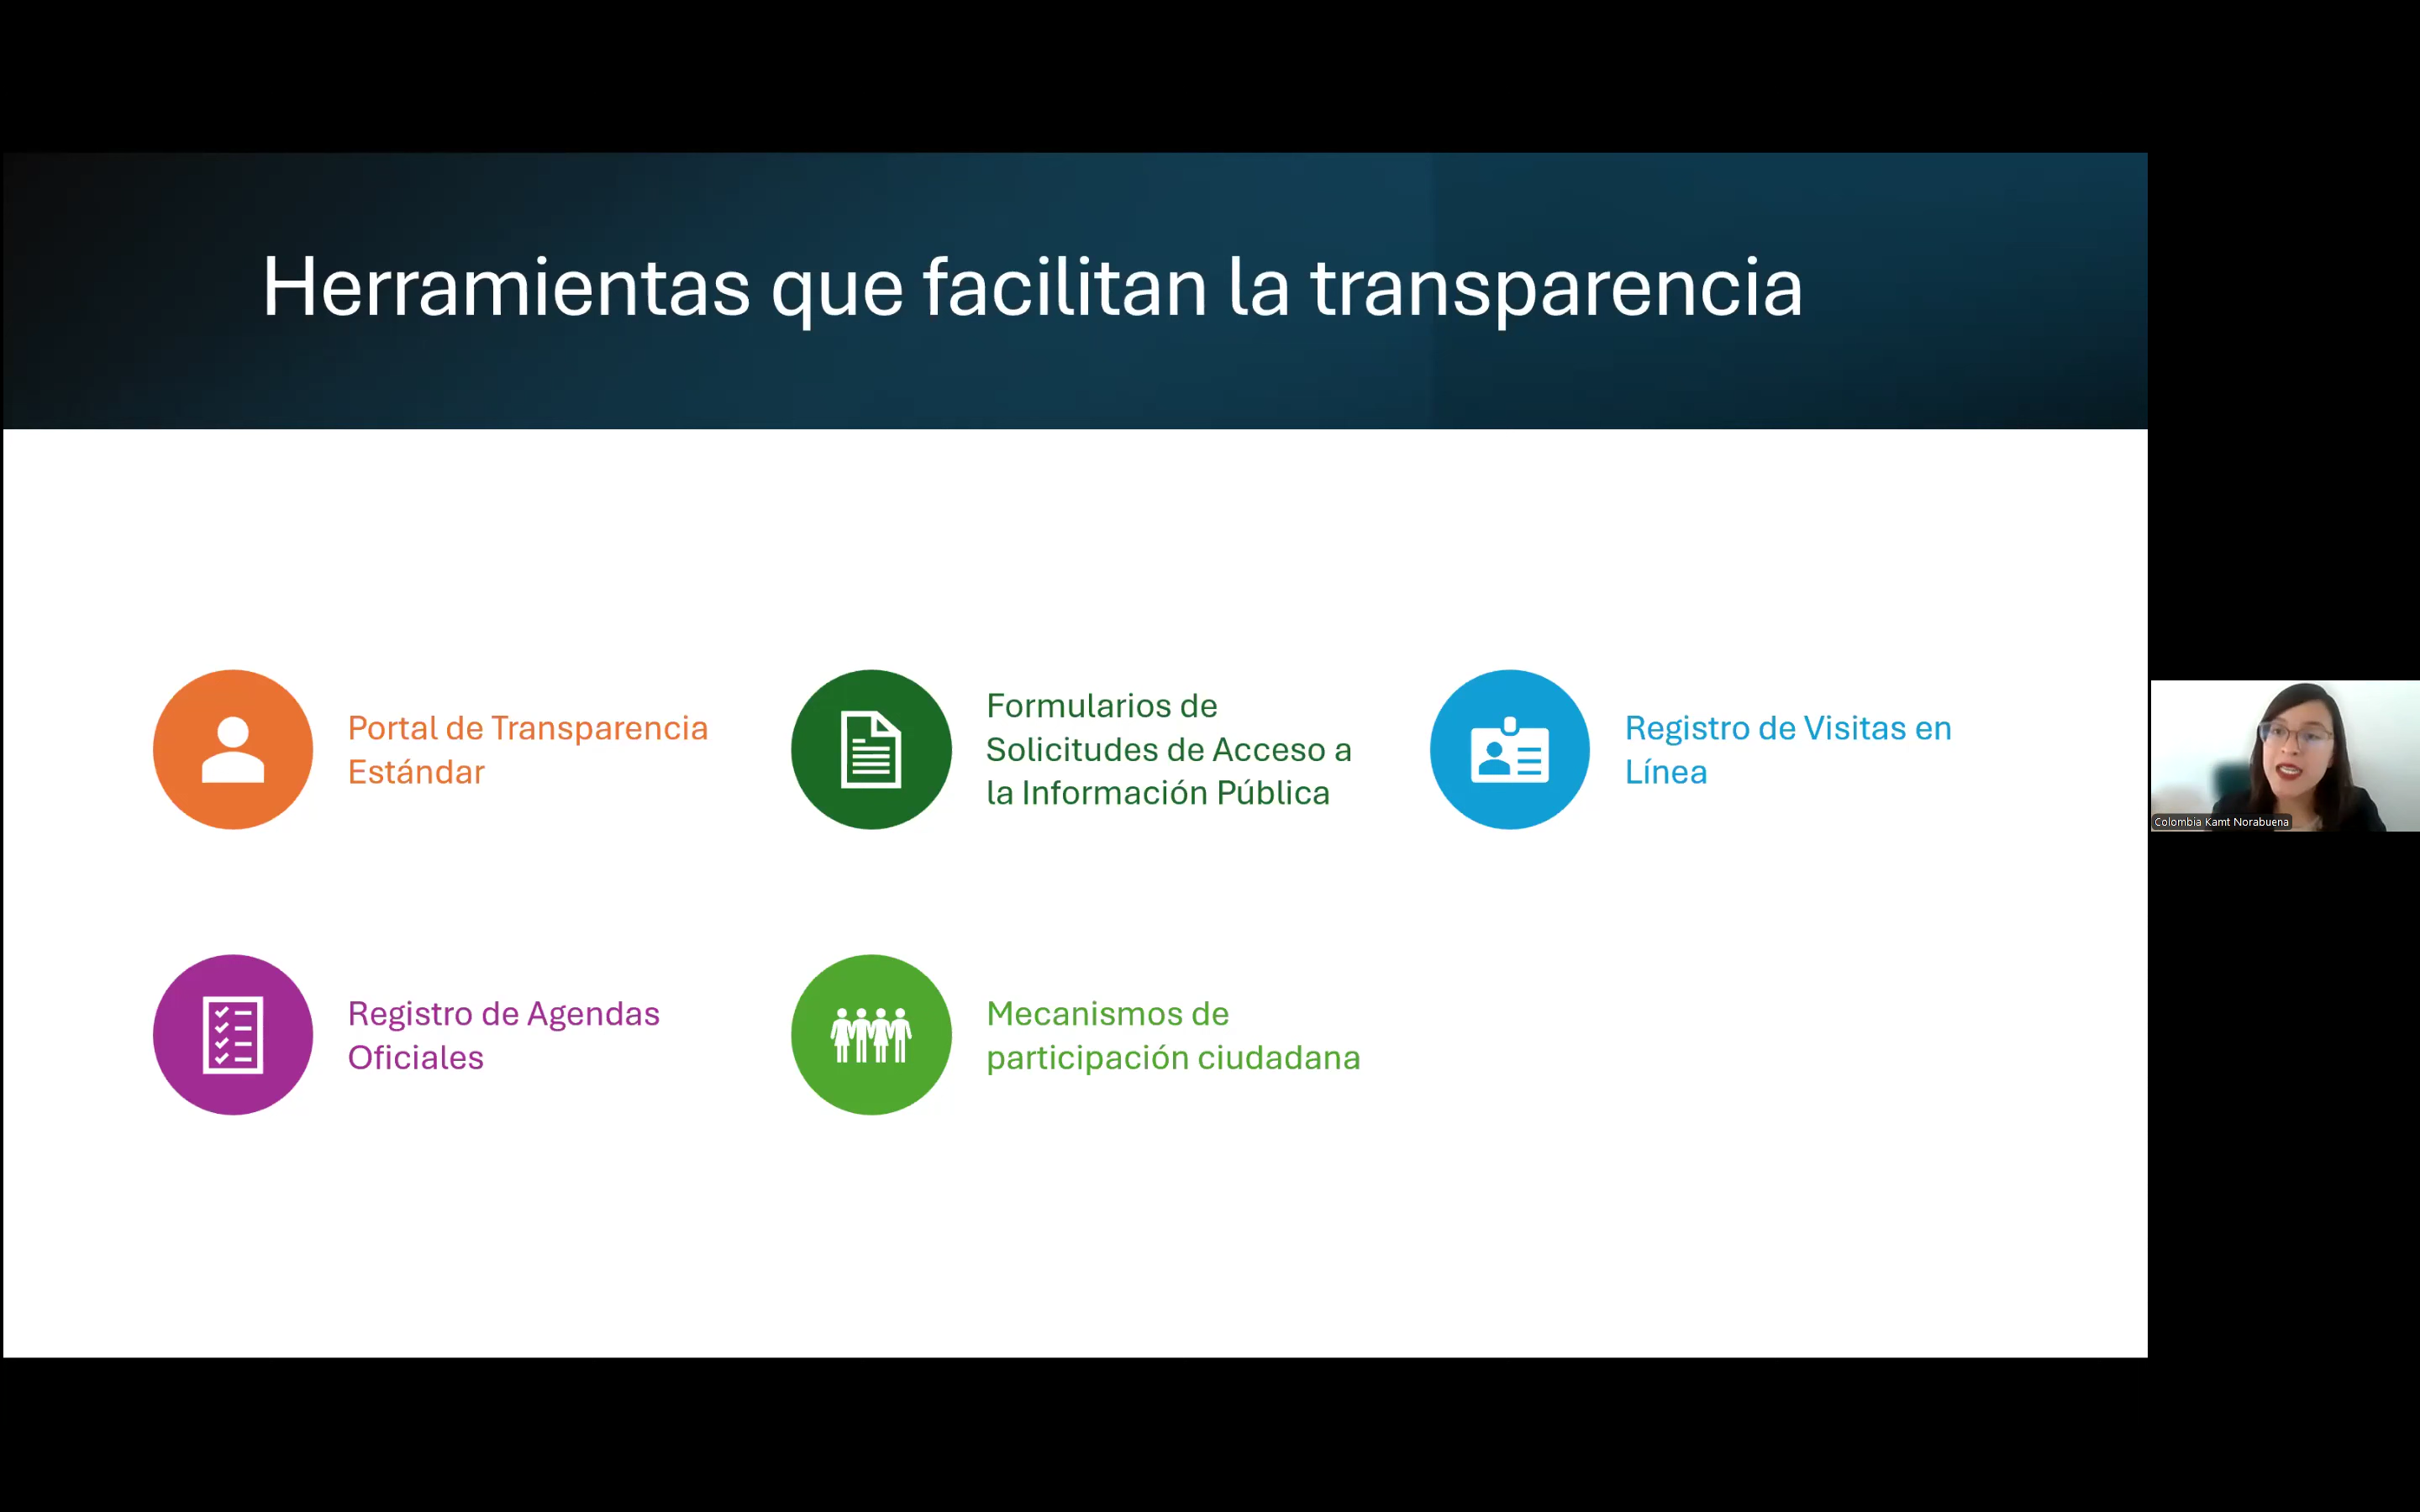 Herramientas que facilitan la transparencia
Portal de Transparencia
Estándar
Formularios de
Solicitudes de Acceso a
la Información Pública
Registro de Visitas en
Línea
Registro de Agendas
Oficiales
Mecanismos de
participación ciudadana
Colombia Kamt Norabuena